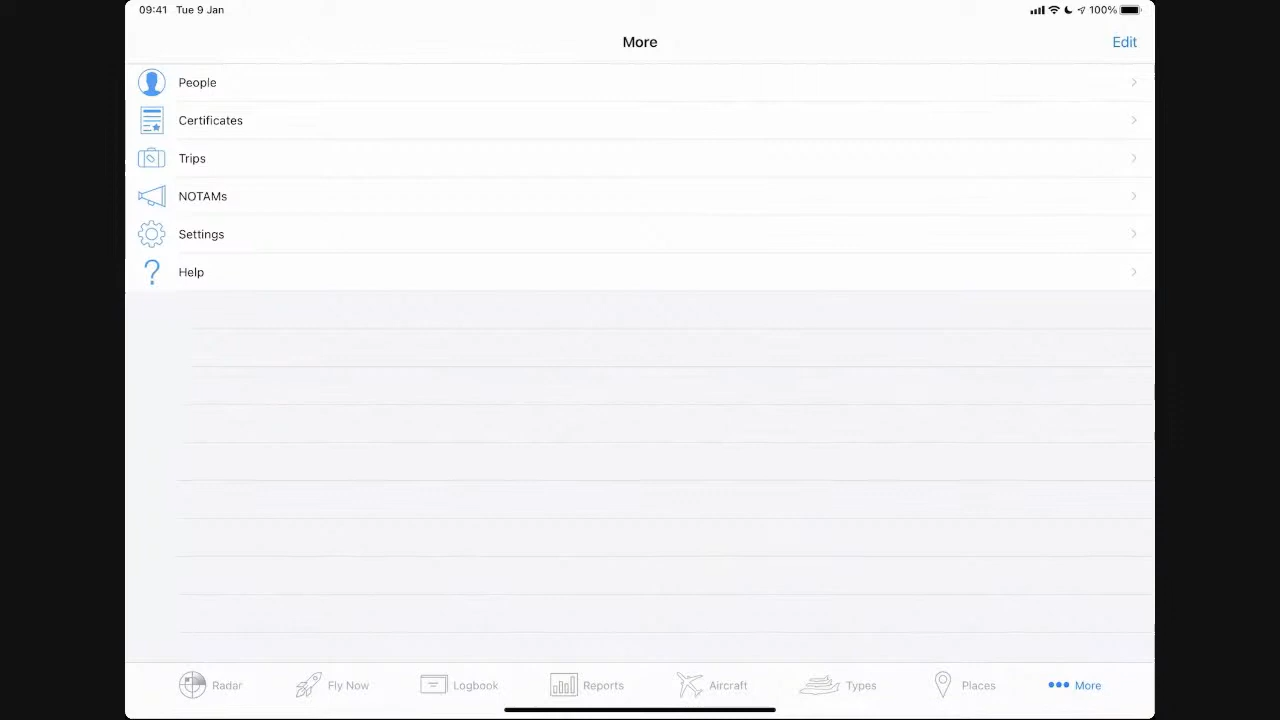 09:41 Tue 9 Jan 100%
More Edit
People
Certificates
Trips
NOTAMs
Settings
Help
Radar Fly Now Logbook Reports Aircraft Types Places More